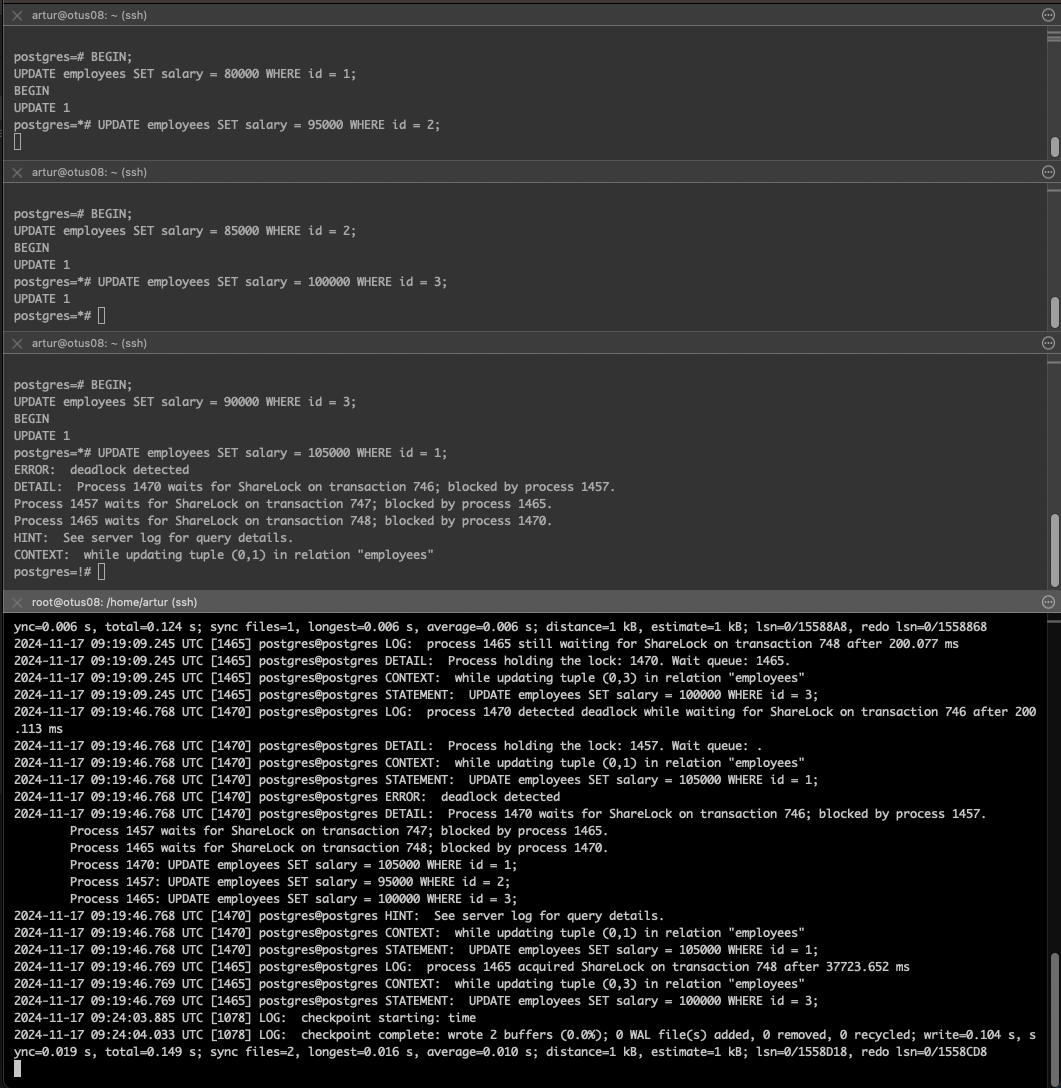 artur@otus08: ~ (ssh)
postgres=# BEGIN;
UPDATE employees SET salary = 80000 WHERE id = 1;
BEGIN
UPDATE 1
postgres=*# UPDATE employees SET salary = 95000 WHERE id = 2;
artur@otus08: ~ (ssh)
postgres=# BEGIN;
UPDATE employees SET salary = 85000 WHERE id = 2;
BEGIN
UPDATE 1
postgres=*# UPDATE employees SET salary = 100000 WHERE id = 3;
UPDATE 1
postgres=*#
artur@otus08: ~ (ssh)
postgres=# BEGIN;
UPDATE employees SET salary = 90000 WHERE id = 3;
BEGIN
UPDATE 1
postgres=*# UPDATE employees SET salary = 105000 WHERE id = 1;
ERROR:  deadlock detected
DETAIL:  Process 1470 waits for ShareLock on transaction 746; blocked by process 1457.
Process 1457 waits for ShareLock on transaction 747; blocked by process 1465.
Process 1465 waits for ShareLock on transaction 748; blocked by process 1470.
HINT:  See server log for query details.
CONTEXT:  while updating tuple (0,1) in relation "employees"
postgres=!#
root@otus08: /home/artur (ssh)
ync=0.006 s, total=0.124 s; sync files=1, longest=0.006 s, average=0.006 s; distance=1 kB, estimate=1 kB; lsn=0/15588A8, redo lsn=0/1558868
2024-11-17 09:19:09.245 UTC [1465] postgres@postgres LOG:  process 1465 still waiting for ShareLock on transaction 748 after 200.077 ms
2024-11-17 09:19:09.245 UTC [1465] postgres@postgres DETAIL:  Process holding the lock: 1470. Wait queue: 1465.
2024-11-17 09:19:09.245 UTC [1465] postgres@postgres CONTEXT:  while updating tuple (0,3) in relation "employees"
2024-11-17 09:19:09.245 UTC [1465] postgres@postgres STATEMENT:  UPDATE employees SET salary = 100000 WHERE id = 3;
2024-11-17 09:19:46.768 UTC [1470] postgres@postgres LOG:  process 1470 detected deadlock while waiting for ShareLock on transaction 746 after 200
.113 ms
2024-11-17 09:19:46.768 UTC [1470] postgres@postgres DETAIL:  Process holding the lock: 1457. Wait queue: .
2024-11-17 09:19:46.768 UTC [1470] postgres@postgres CONTEXT:  while updating tuple (0,1) in relation "employees"
2024-11-17 09:19:46.768 UTC [1470] postgres@postgres STATEMENT:  UPDATE employees SET salary = 105000 WHERE id = 1;
2024-11-17 09:19:46.768 UTC [1470] postgres@postgres ERROR:  deadlock detected
2024-11-17 09:19:46.768 UTC [1470] postgres@postgres DETAIL:  Process 1470 waits for ShareLock on transaction 746; blocked by process 1457.
Process 1457 waits for ShareLock on transaction 747; blocked by process 1465.
Process 1465 waits for ShareLock on transaction 748; blocked by process 1470.
Process 1470: UPDATE employees SET salary = 105000 WHERE id = 1;
Process 1457: UPDATE employees SET salary = 95000 WHERE id = 2;
Process 1465: UPDATE employees SET salary = 100000 WHERE id = 3;
2024-11-17 09:19:46.768 UTC [1470] postgres@postgres HINT:  See server log for query details.
2024-11-17 09:19:46.768 UTC [1470] postgres@postgres CONTEXT:  while updating tuple (0,1) in relation "employees"
2024-11-17 09:19:46.768 UTC [1470] postgres@postgres STATEMENT:  UPDATE employees SET salary = 105000 WHERE id = 1;
2024-11-17 09:19:46.769 UTC [1465] postgres@postgres LOG:  process 1465 acquired ShareLock on transaction 748 after 37723.652 ms
2024-11-17 09:19:46.769 UTC [1465] postgres@postgres CONTEXT:  while updating tuple (0,3) in relation "employees"
2024-11-17 09:19:46.769 UTC [1465] postgres@postgres STATEMENT:  UPDATE employees SET salary = 100000 WHERE id = 3;
2024-11-17 09:24:03.885 UTC [1078] LOG:  checkpoint starting: time
2024-11-17 09:24:04.033 UTC [1078] LOG:  checkpoint complete: wrote 2 buffers (0.0%); 0 WAL file(s) added, 0 removed, 0 recycled; write=0.104 s, s
ync=0.019 s, total=0.149 s; sync files=2, longest=0.016 s, average=0.010 s; distance=1 kB, estimate=1 kB; lsn=0/1558D18, redo lsn=0/1558CD8